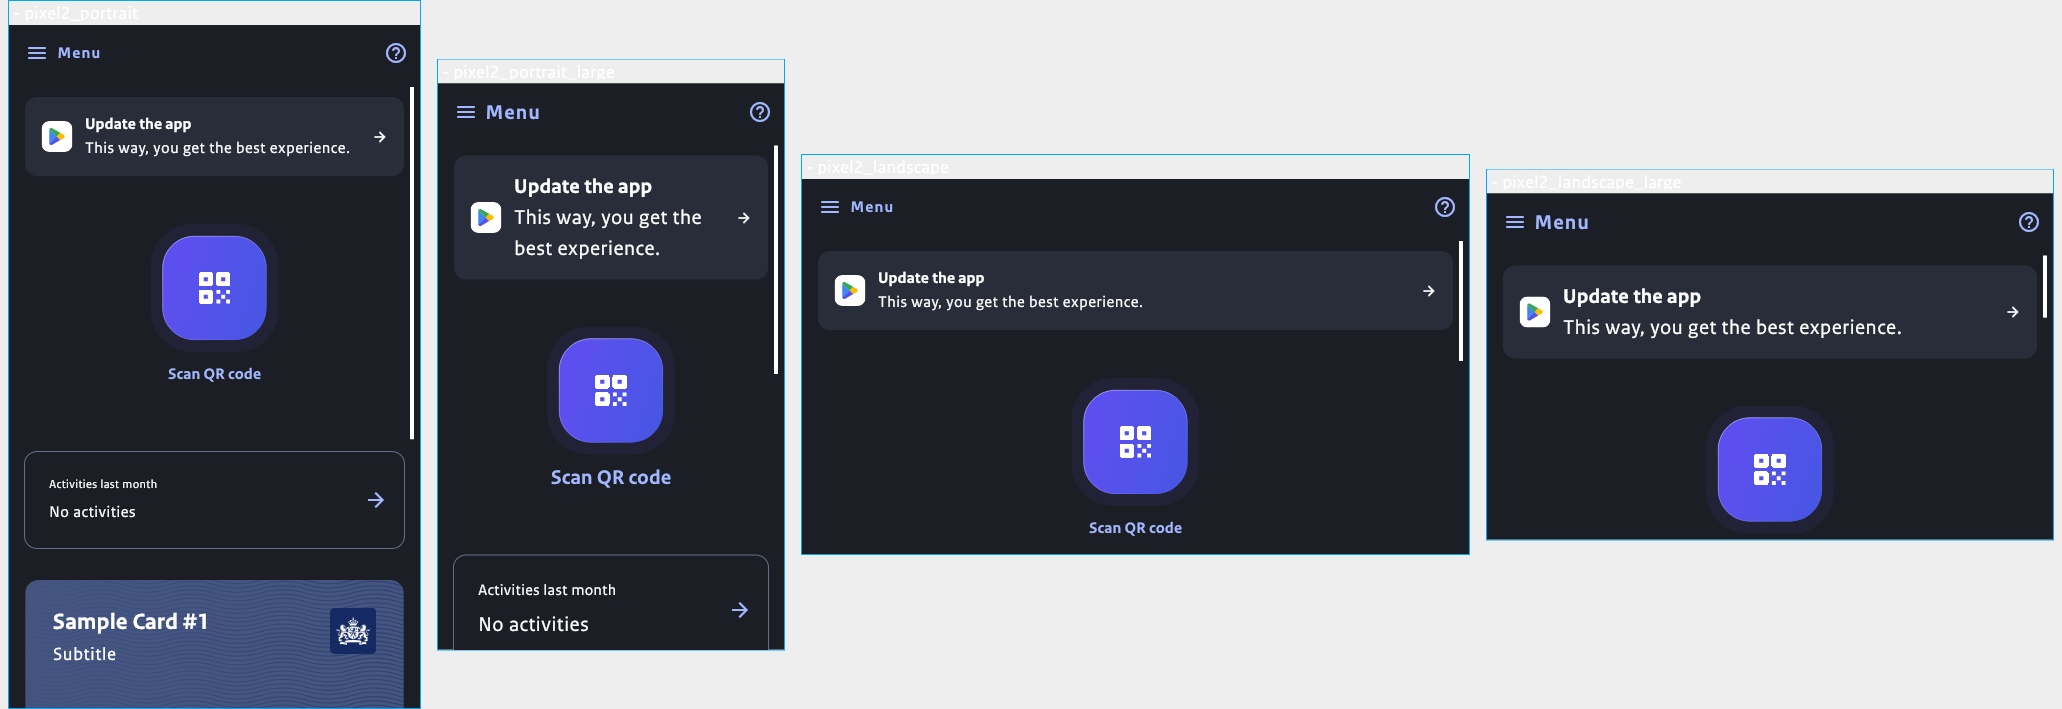 - pixel2_portrait
Menu
Update the app
This way, you get the best experience.
Scan QR code
Activities last month
No activities
Sample Card #1
Subtitle
- pixel2_portrait_large
Menu
Update the app
This way, you get the
best experience.
Scan QR code
Activities last month
No activities
- pixel2_landscape
Menu
Update the app
This way, you get the best experience.
Scan QR code
- pixel2_landscape_large
Menu
Update the app
This way, you get the best experience.